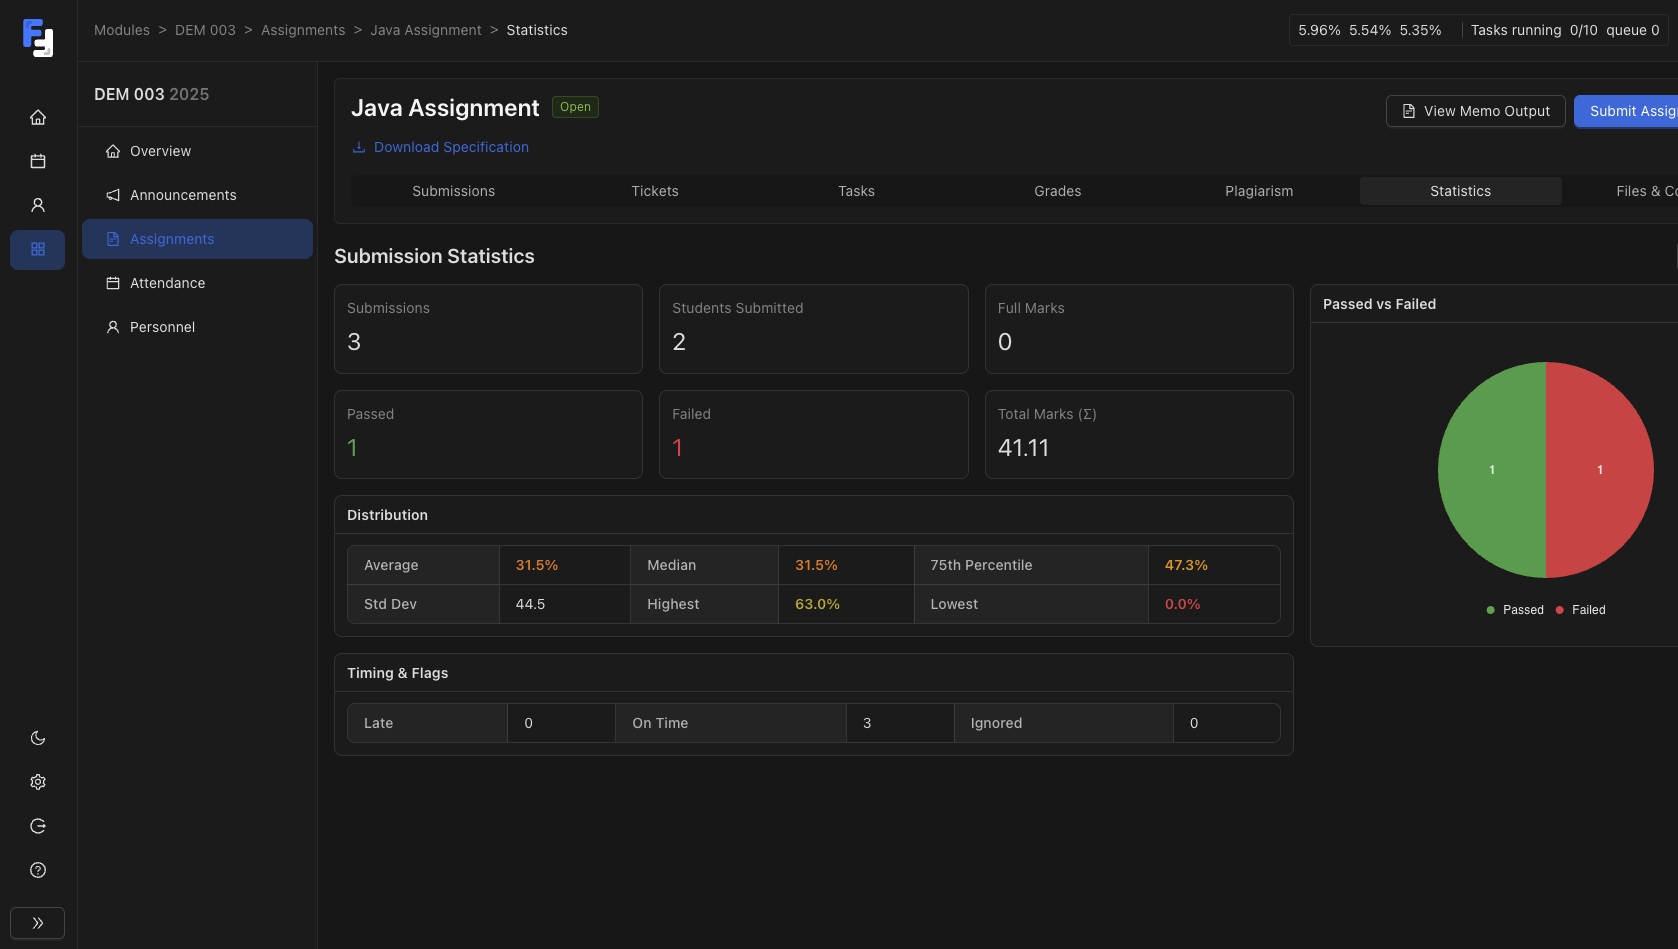 Modules > DEM 003 > Assignments > Java Assignment > Statistics
5.96% 5.54% 5.35% Tasks running 0/10 queue 0
DEM 003 2025
Overview
Announcements
Assignments
Attendance
Personnel
Java Assignment Open
View Memo Output
Submit Assig
Download Specification
Submissions Tickets Tasks Grades Plagiarism Statistics Files & Co
Submission Statistics
Submissions
3
Students Submitted
2
Full Marks
0
Passed
1
Failed
1
Total Marks (Σ)
41.11
Passed vs Failed
1 1
Passed Failed
Distribution
Average 31.5% Median 31.5% 75th Percentile 47.3%
Std Dev 44.5 Highest 63.0% Lowest 0.0%
Timing & Flags
Late 0 On Time 3 Ignored 0